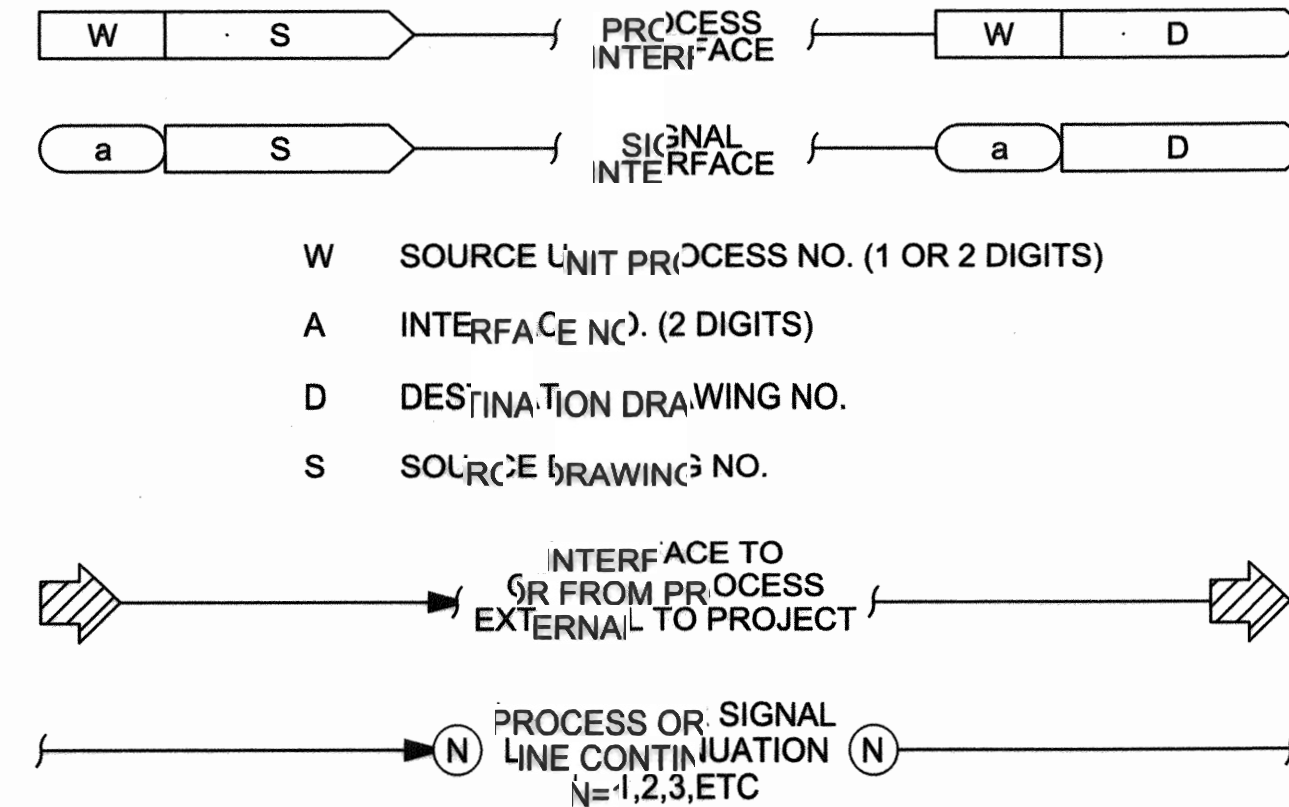 W S PROCESS W D
INTERFACE
a S SIGNAL a D
INTERFACE
W SOURCE UNIT PROCESS NO. (1 OR 2 DIGITS)
A INTERFACE NO. (2 DIGITS)
D DESTINATION DRAWING NO.
S SOURCE DRAWING NO.
INTERFACE TO
OR FROM PROCESS
EXTERNAL TO PROJECT
PROCESS OR SIGNAL
N LINE CONTINUATION N
N=1,2,3,ETC